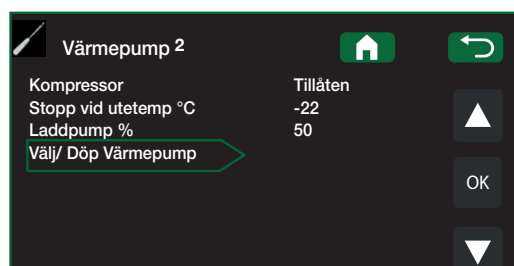 Värmepump 2
Kompressor Tillåten
Stopp vid utetemp °C -22
Laddpump % 50
Välj/ Döp Värmepump
OK